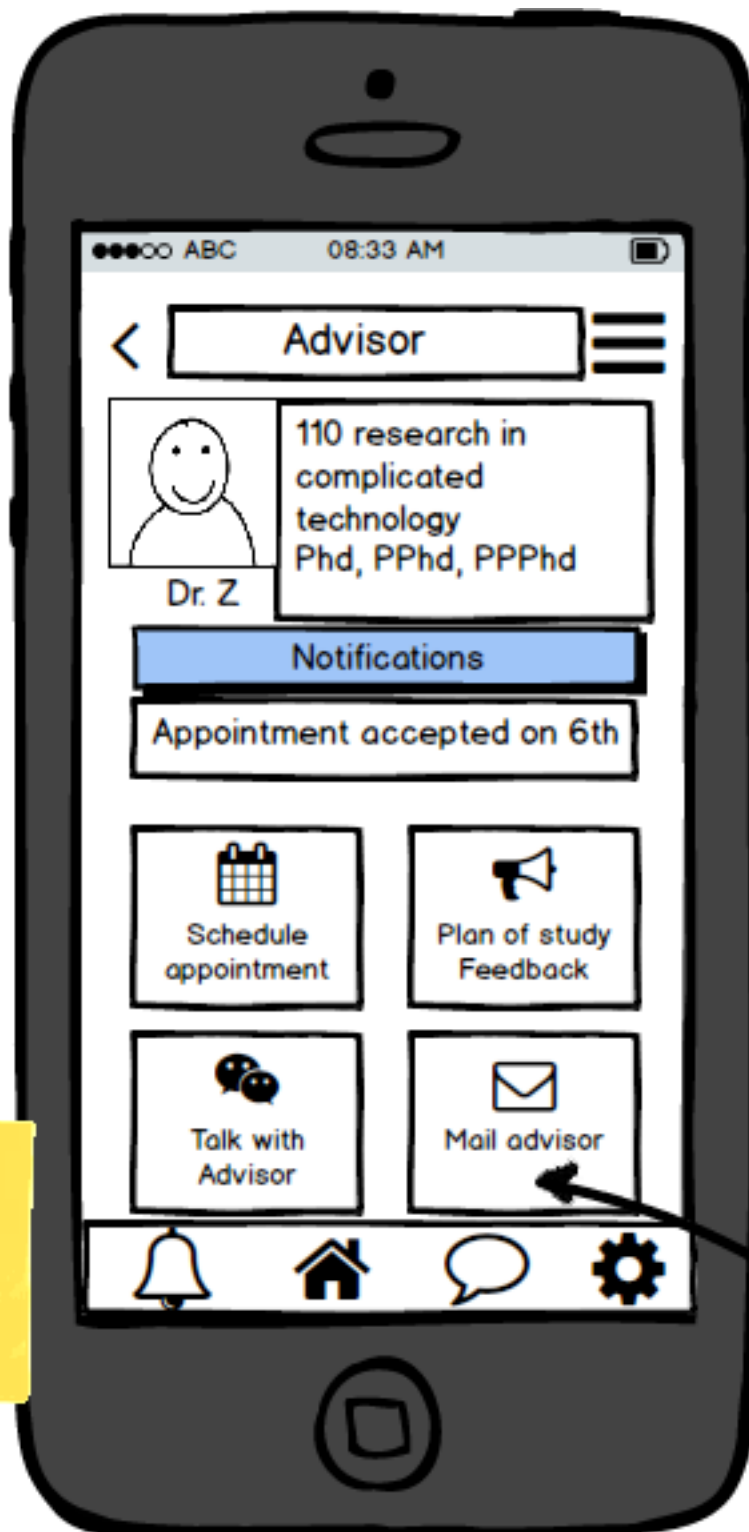 ABC 08:33 AM
Advisor
110 research in
complicated
technology
Phd, PPhd, PPPhd
Dr. Z
Notifications
Appointment accepted on 6th
Schedule
appointment
Plan of study
Feedback
Talk with
Advisor
Mail advisor